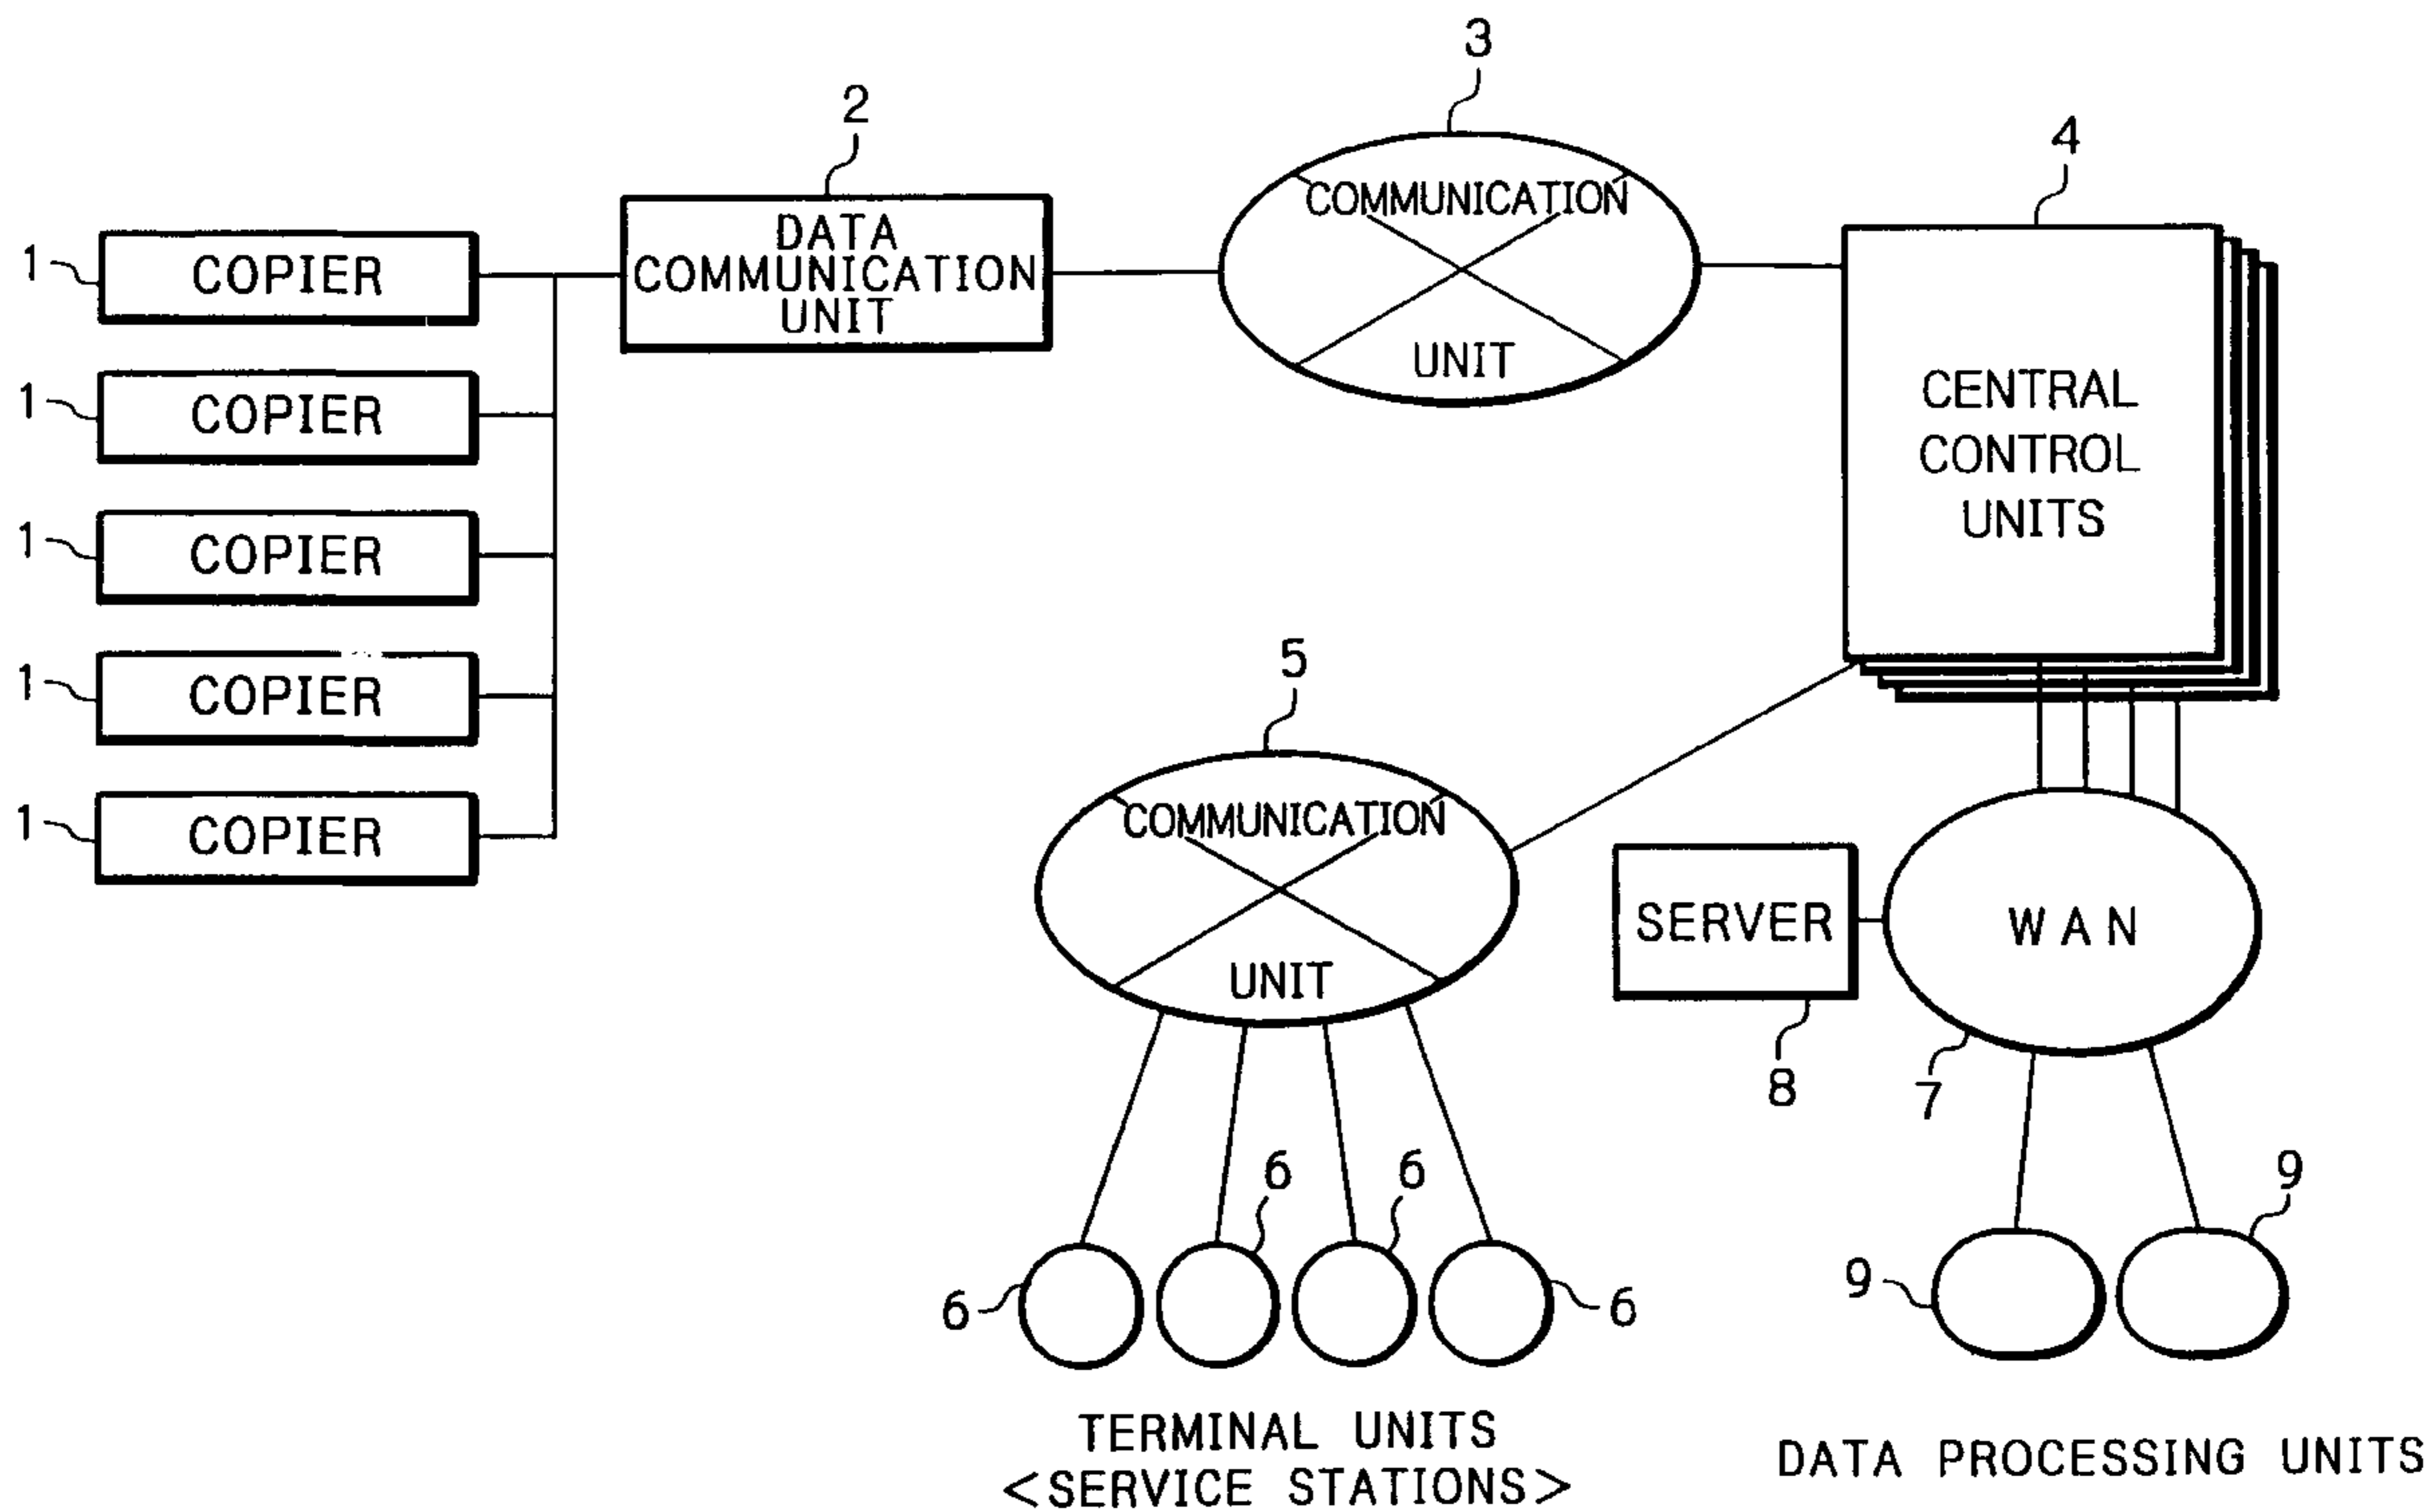 3
2
4
DATA
COMMUNICATION
UNIT
COMMUNICATION
UNIT
1 COPIER
1 COPIER
1 COPIER
1 COPIER
1 COPIER
CENTRAL
CONTROL
UNITS
5
COMMUNICATION
UNIT
SERVER
WAN
8
7
6
6
6
6
9
9
TERMINAL UNITS
<SERVICE STATIONS>
DATA PROCESSING UNITS